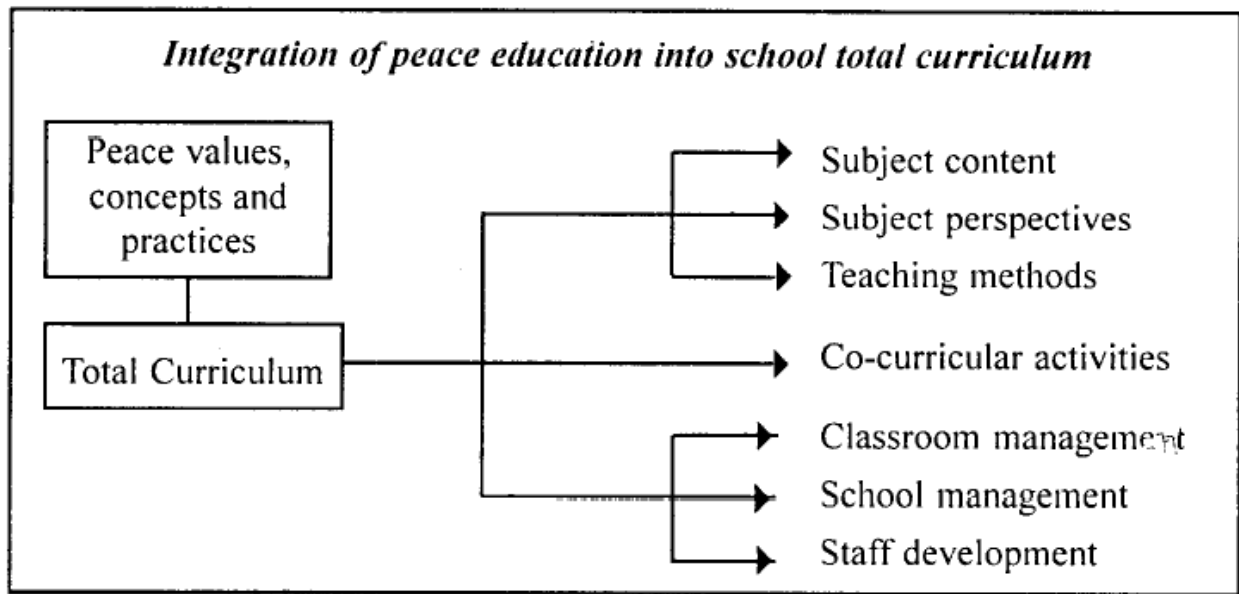 Integration of peace education into school total curriculum
Peace values,
concepts and
practices
Total Curriculum
Subject content
Subject perspectives
Teaching methods
Co-curricular activities
Classroom management
School management
Staff development